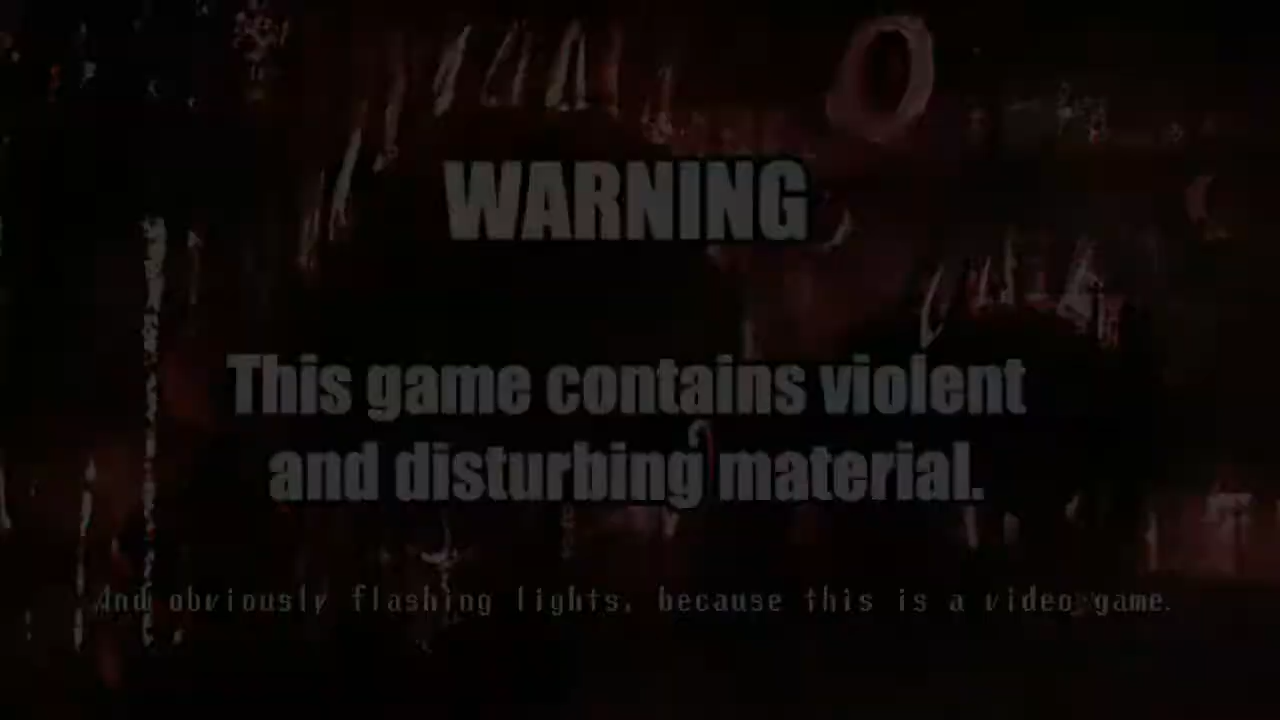 WARNING
This game contains violent
and disturbing material.
And obviously flashing lights, because this is a video game.